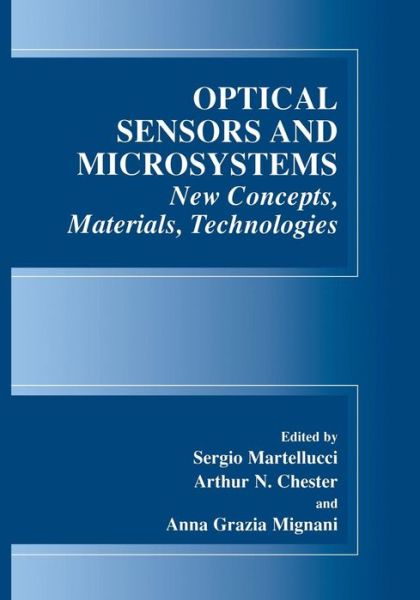 OPTICAL
SENSORS AND
MICROSYSTEMS
New Concepts,
Materials, Technologies
Edited by
Sergio Martellucci
Arthur N. Chester
and
Anna Grazia Mignani